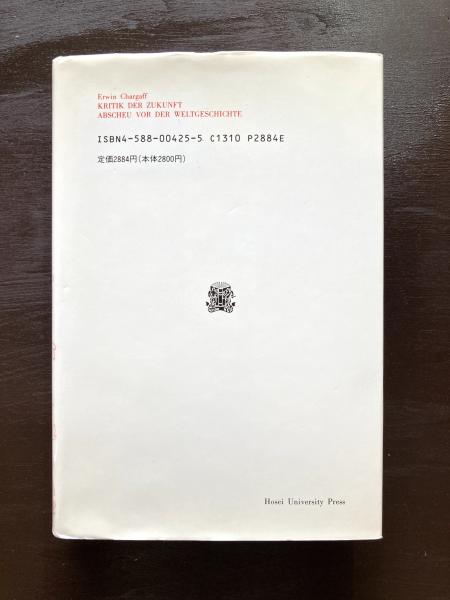 Erwin Chargaff
KRITIK DER ZUKUNFT
ABSCHEU VOR DER WELTGESCHICHTE
ISBN4-588-00425-5 C1310 P2884E
定価2884円(本体2800円)
Hosei University Press